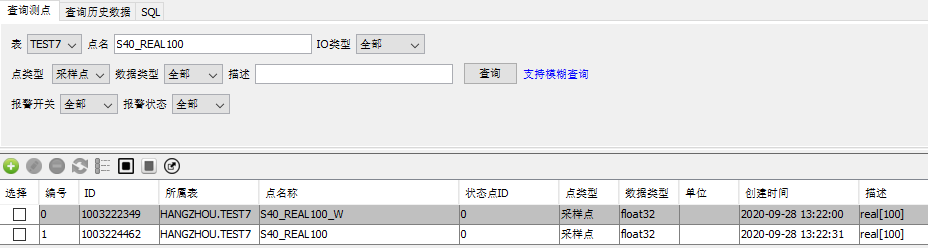 查询测点 查询历史数据 SQL
表 TEST7 点名 S40_REAL100 IO类型 全部
点类型 采样点 数据类型 全部 描述 查询 支持模糊查询
报警开关 全部 报警状态 全部
选择 编号 ID 所属表 点名称 状态点ID 点类型 数据类型 单位 创建时间 描述
0 1003222349 HANGZHOU.TEST7 S40_REAL100_W 0 采样点 float32 2020-09-28 13:22:00 real[100]
1 1003224462 HANGZHOU.TEST7 S40_REAL100 0 采样点 float32 2020-09-28 13:22:31 real[100]